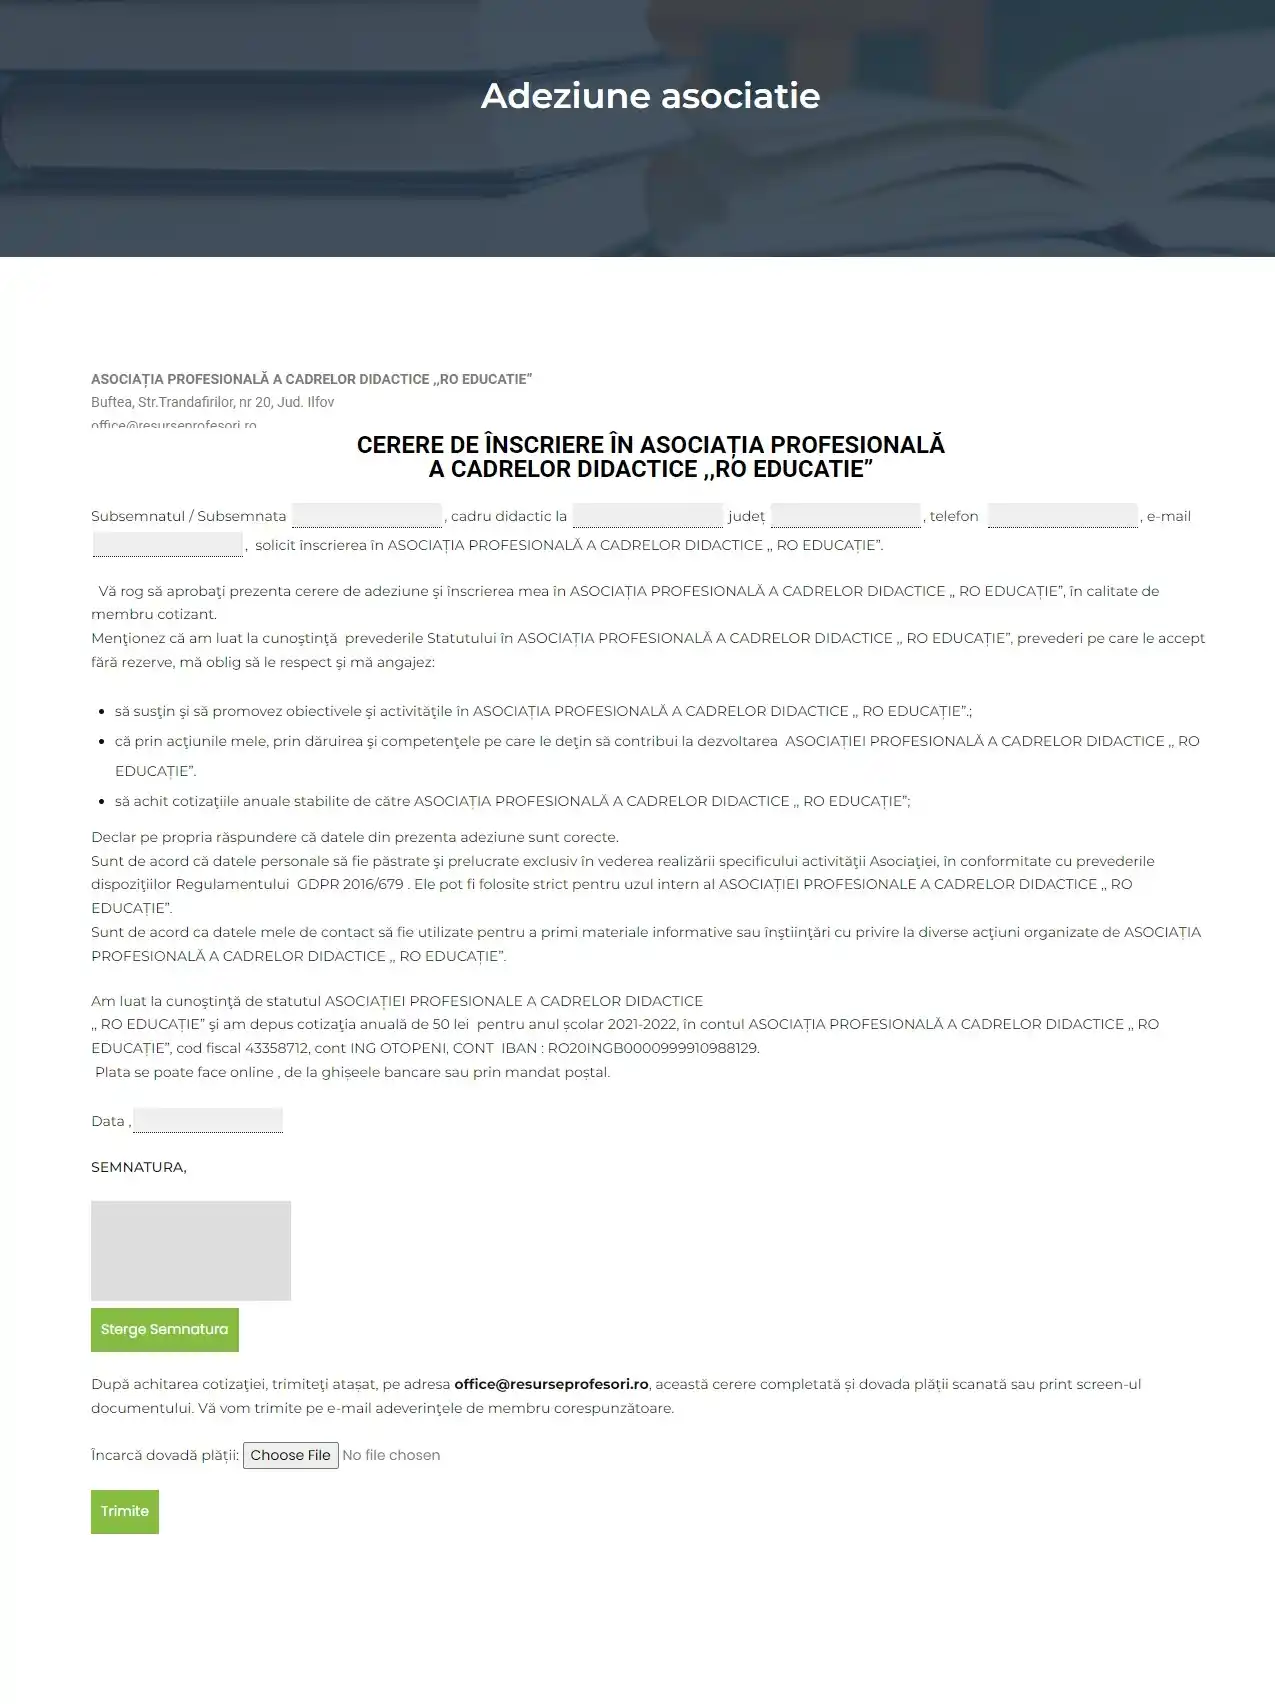 Adeziune asociatie
ASOCIAȚIA PROFESIONALĂ A CADRELOR DIDACTICE ,,RO EDUCATIE”
Buftea, Str.Trandafirilor, nr 20, Jud. Ilfov
office@resurseprofesori.ro
CERERE DE ÎNSCRIERE ÎN ASOCIAȚIA PROFESIONALĂ
A CADRELOR DIDACTICE ,,RO EDUCATIE”
Subsemnatul / Subsemnata , cadru didactic la județ , telefon , e-mail
, solicit înscrierea în ASOCIAȚIA PROFESIONALĂ A CADRELOR DIDACTICE ,, RO EDUCAȚIE”.
Vă rog să aprobaţi prezenta cerere de adeziune şi înscrierea mea în ASOCIAȚIA PROFESIONALĂ A CADRELOR DIDACTICE ,, RO EDUCAȚIE”, în calitate de
membru cotizant.
Menţionez că am luat la cunoştinţă prevederile Statutului în ASOCIAȚIA PROFESIONALĂ A CADRELOR DIDACTICE ,, RO EDUCAȚIE”, prevederi pe care le accept
fără rezerve, mă oblig să le respect şi mă angajez:
• să susţin şi să promovez obiectivele şi activităţile în ASOCIAȚIA PROFESIONALĂ A CADRELOR DIDACTICE ,, RO EDUCAȚIE”.;
• că prin acţiunile mele, prin dăruirea şi competenţele pe care le deţin să contribui la dezvoltarea ASOCIAȚIEI PROFESIONALĂ A CADRELOR DIDACTICE ,, RO
EDUCAȚIE”.
• să achit cotizaţiile anuale stabilite de către ASOCIAȚIA PROFESIONALĂ A CADRELOR DIDACTICE ,, RO EDUCAȚIE”;
Declar pe propria răspundere că datele din prezenta adeziune sunt corecte.
Sunt de acord că datele personale să fie păstrate şi prelucrate exclusiv în vederea realizării specificului activităţii Asociaţiei, în conformitate cu prevederile
dispoziţiilor Regulamentului GDPR 2016/679 . Ele pot fi folosite strict pentru uzul intern al ASOCIAȚIEI PROFESIONALE A CADRELOR DIDACTICE ,, RO
EDUCAȚIE”.
Sunt de acord ca datele mele de contact să fie utilizate pentru a primi materiale informative sau înştiinţări cu privire la diverse acţiuni organizate de ASOCIAȚIA
PROFESIONALĂ A CADRELOR DIDACTICE ,, RO EDUCAȚIE”.
Am luat la cunoştinţă de statutul ASOCIAȚIEI PROFESIONALE A CADRELOR DIDACTICE
,, RO EDUCAȚIE” şi am depus cotizaţia anuală de 50 lei pentru anul școlar 2021-2022, în contul ASOCIAȚIA PROFESIONALĂ A CADRELOR DIDACTICE ,, RO
EDUCAȚIE”, cod fiscal 43358712, cont ING OTOPENI, CONT IBAN : RO20INGB0000999910988129.
Plata se poate face online , de la ghișeele bancare sau prin mandat poștal.
Data ,
SEMNATURA,
Sterge Semnatura
După achitarea cotizaţiei, trimiteți atașat, pe adresa office@resurseprofesori.ro, această cerere completată și dovada plății scanată sau print screen-ul
documentului. Vă vom trimite pe e-mail adeverinţele de membru corespunzătoare.
Încarcă dovadă plății: Choose File No file chosen
Trimite